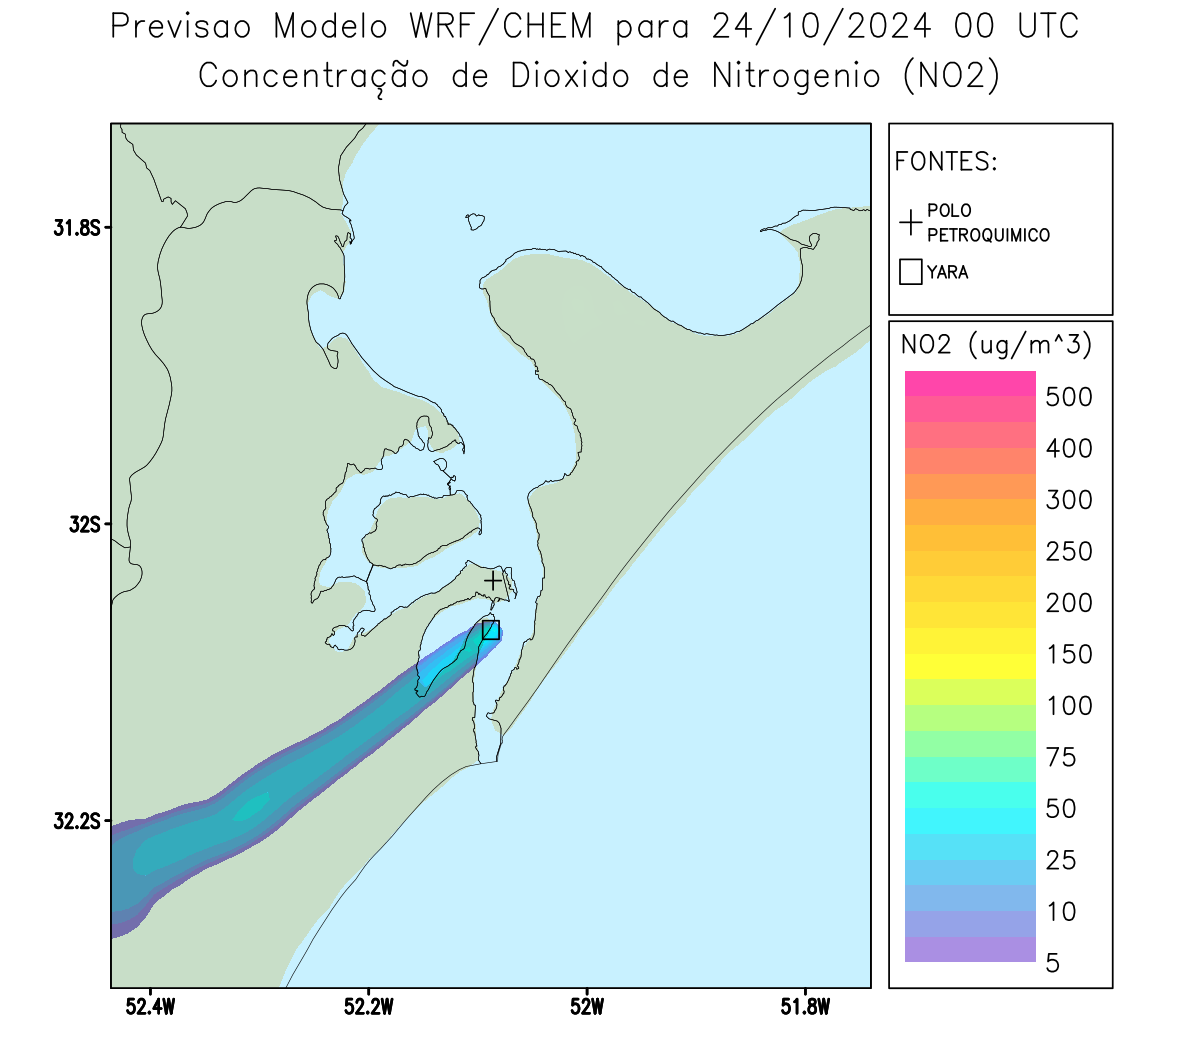 Previsao Modelo WRF/CHEM para 24/10/2024 00 UTC
Concentração de Dioxido de Nitrogenio (NO2)
FONTES:
POLO
PETROQUIMICO
YARA
NO2 (ug/m^3)
500
400
300
250
200
150
100
75
50
25
10
5
31.8S
32S
32.2S
52.4W
52.2W
52W
51.8W